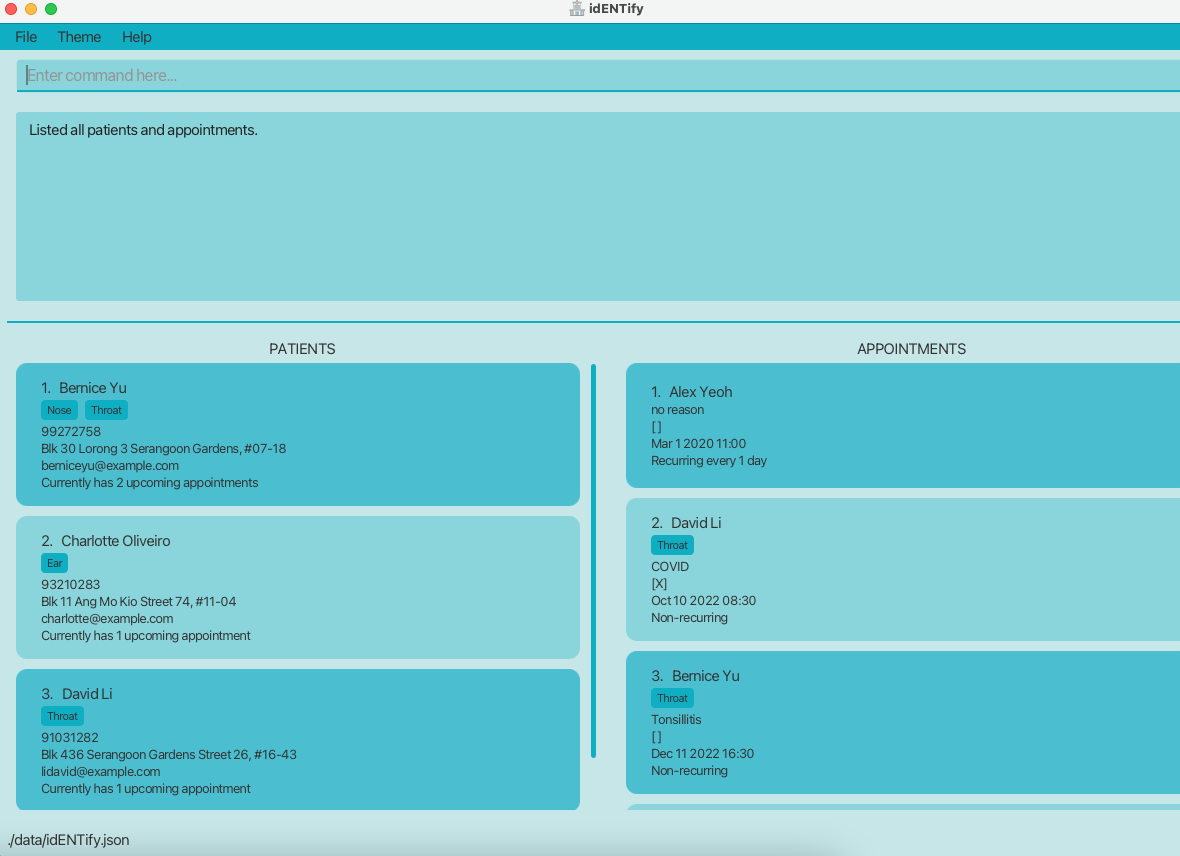 idENTify
File Theme Help
Enter command here...
Listed all patients and appointments.
PATIENTS
1. Bernice Yu
Nose Throat
99272758
Blk 30 Lorong 3 Serangoon Gardens, #07-18
berniceyu@example.com
Currently has 2 upcoming appointments
2. Charlotte Oliveiro
Ear
93210283
Blk 11 Ang Mo Kio Street 74, #11-04
charlotte@example.com
Currently has 1 upcoming appointment
3. David Li
Throat
91031282
Blk 436 Serangoon Gardens Street 26, #16-43
lidavid@example.com
Currently has 1 upcoming appointment
APPOINTMENTS
1. Alex Yeoh
no reason
[ ]
Mar 1 2020 11:00
Recurring every 1 day
2. David Li
Throat
COVID
[X]
Oct 10 2022 08:30
Non-recurring
3. Bernice Yu
Throat
Tonsillitis
[ ]
Dec 11 2022 16:30
Non-recurring
./data/idENTify.json